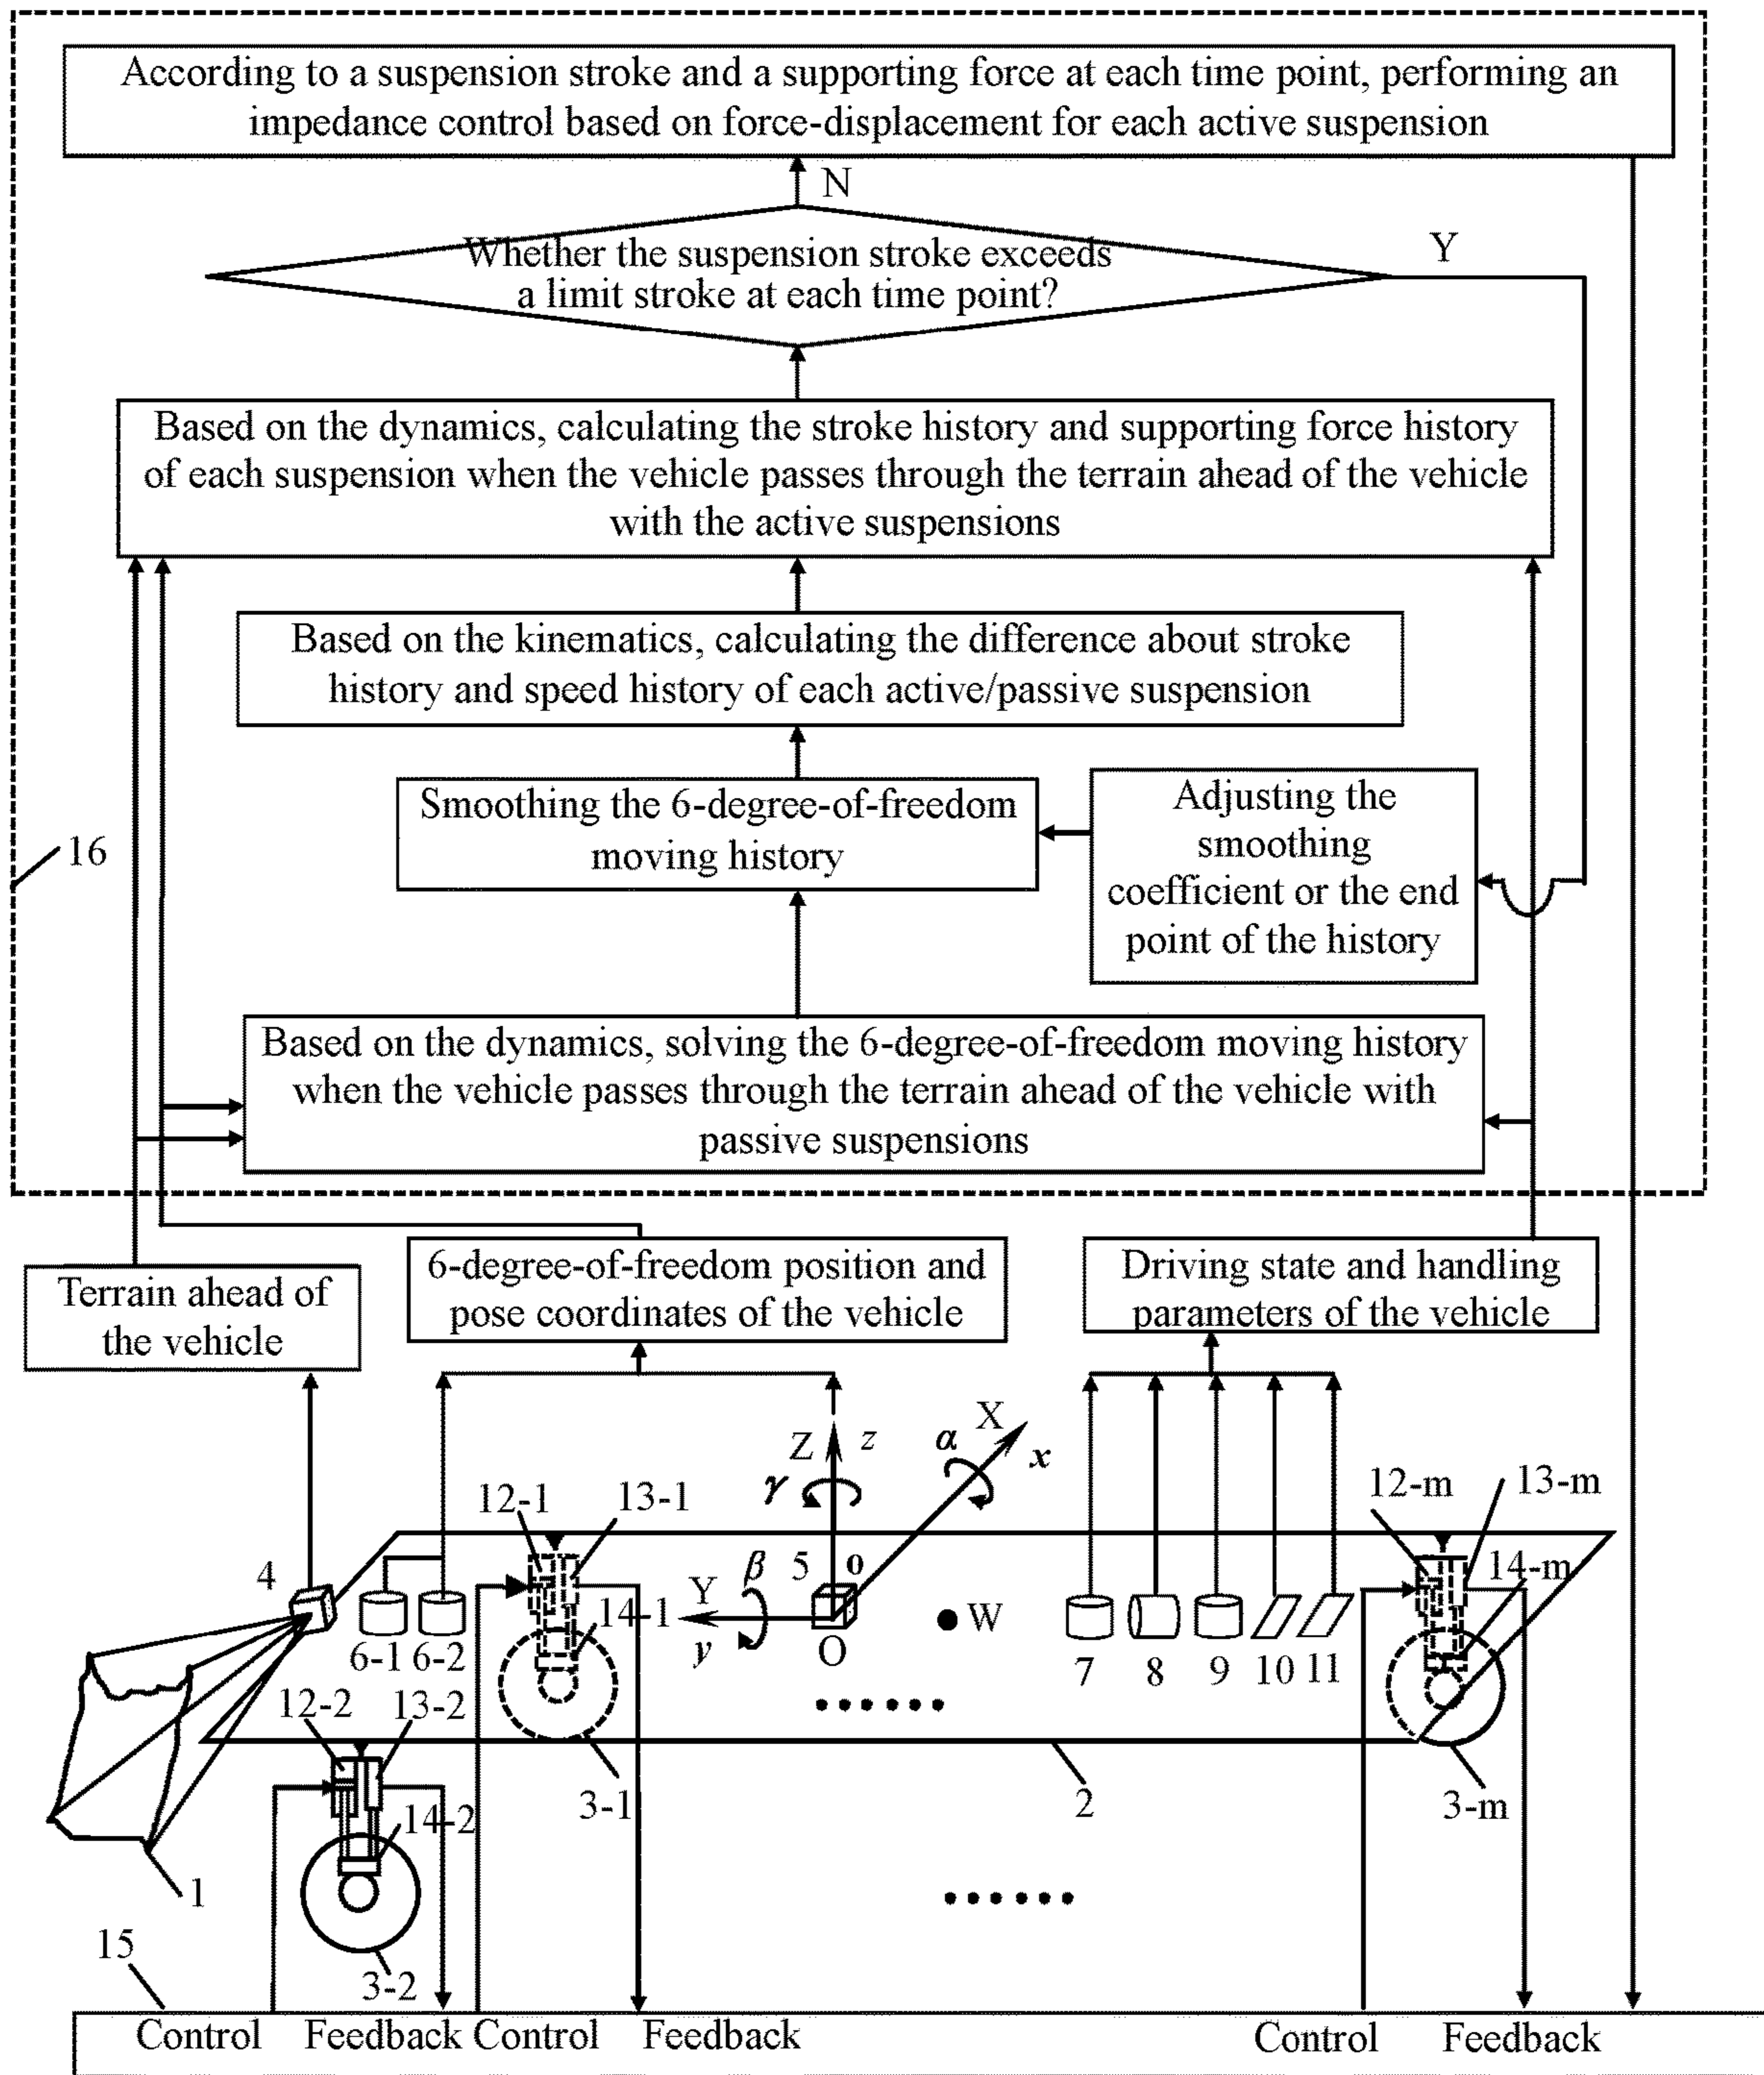 According to a suspension stroke and a supporting force at each time point, performing an
impedance control based on force-displacement for each active suspension
N
Whether the suspension stroke exceeds
a limit stroke at each time point?
Y
Based on the dynamics, calculating the stroke history and supporting force history
of each suspension when the vehicle passes through the terrain ahead of the vehicle
with the active suspensions
Based on the kinematics, calculating the difference about stroke
history and speed history of each active/passive suspension
Smoothing the 6-degree-of-freedom
moving history
Adjusting the
smoothing
coefficient or the end
point of the history
16
Based on the dynamics, solving the 6-degree-of-freedom moving history
when the vehicle passes through the terrain ahead of the vehicle with
passive suspensions
Terrain ahead of
the vehicle
6-degree-of-freedom position and
pose coordinates of the vehicle
Driving state and handling
parameters of the vehicle
X
x
α
Z
z
γ
12-1
13-1
12-m
13-m
14-m
4
5
o
β
Y
y
O
W
14-1
6-1
6-2
7
8
9
10
11
12-2
13-2
14-2
3-1
2
3-m
1
3-2
15
Control
Feedback
Control
Feedback
Control
Feedback